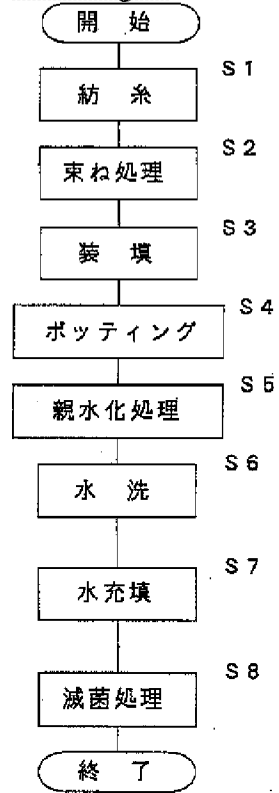 開 始
S1
紡 糸
S2
束ね処理
S3
装 填
S4
ポッティング
S5
親水化処理
S6
水 洗
S7
水充填
S8
滅菌処理
終 了